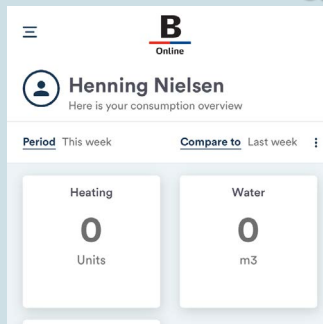 B
Online
Henning Nielsen
Here is your consumption overview
Period This week Compare to Last week
Heating Water
0 0
Units m3